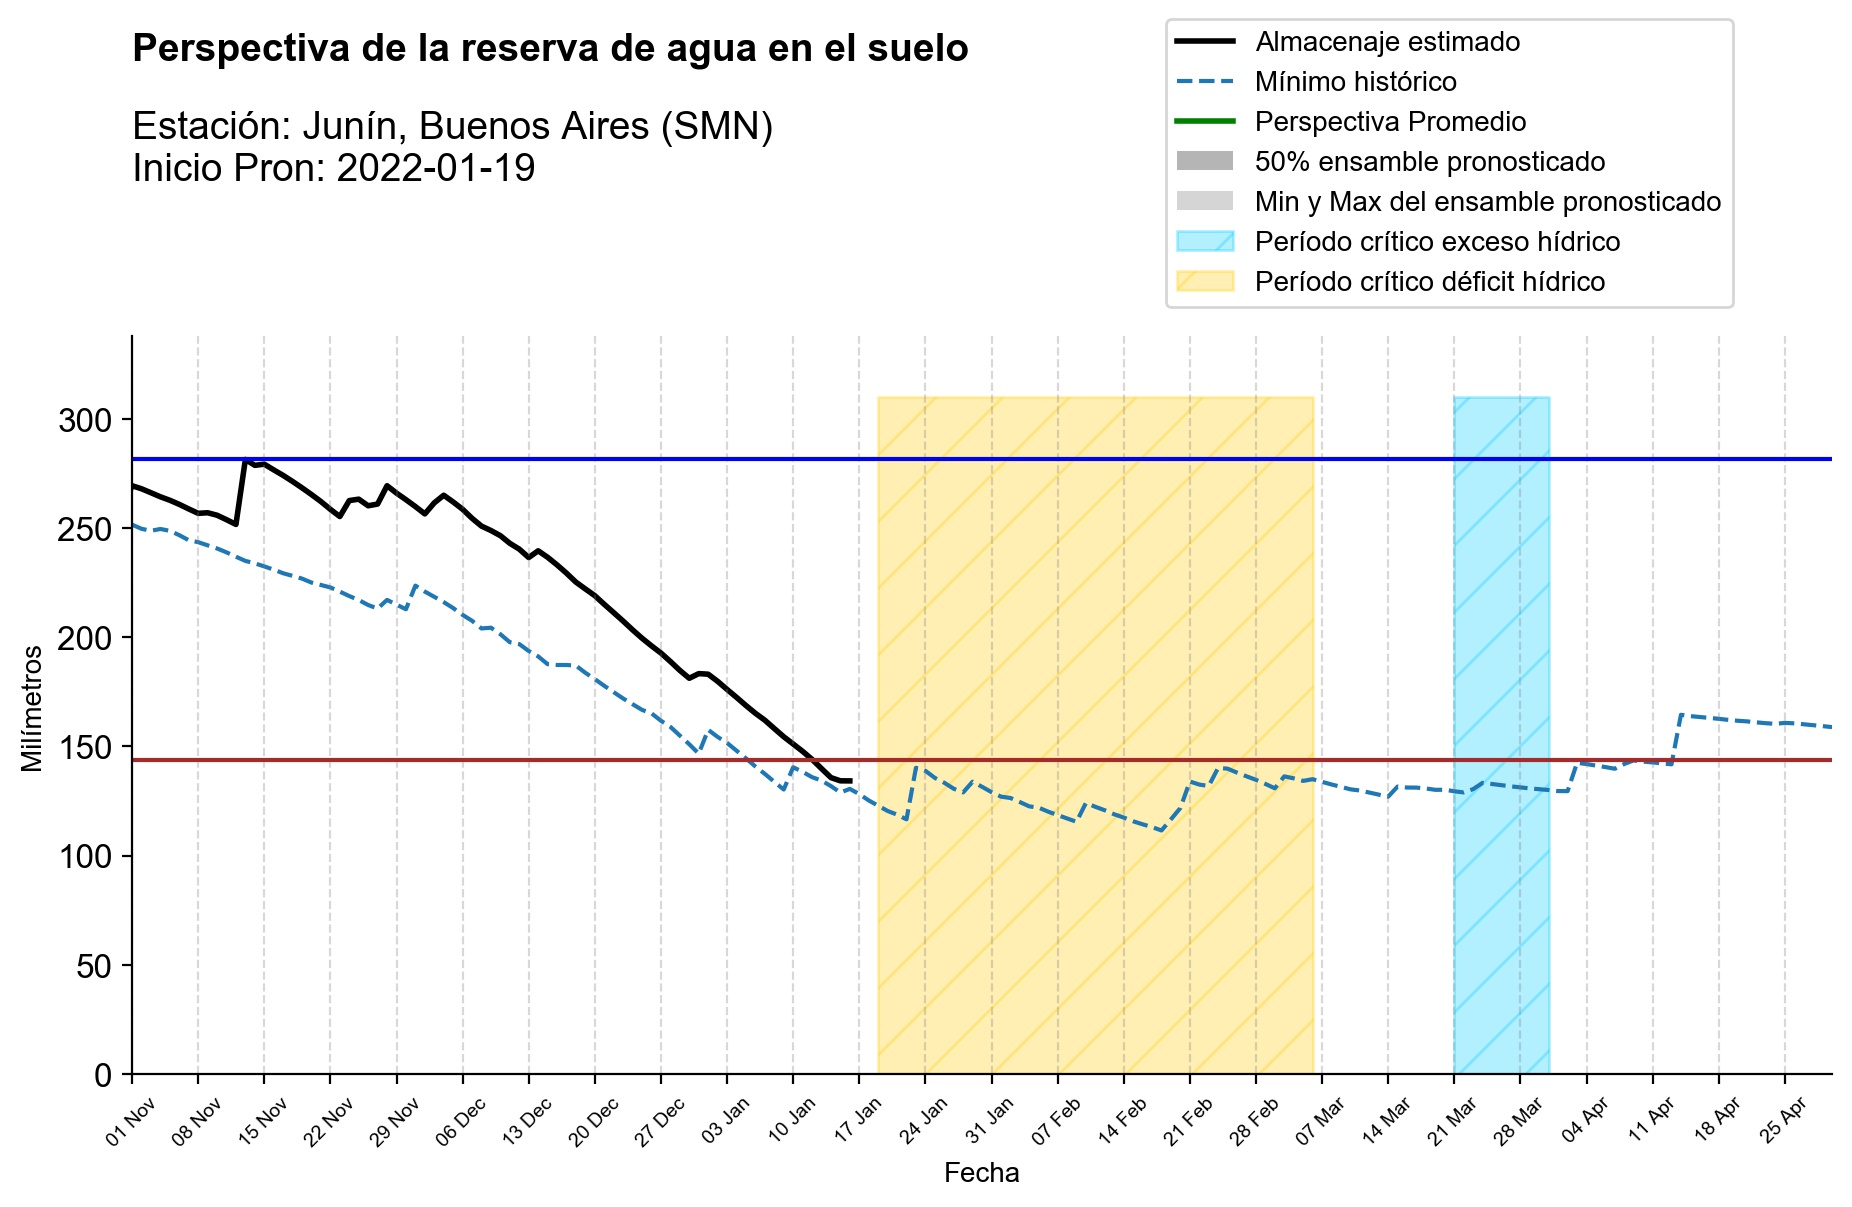 Perspectiva de la reserva de agua en el suelo
Estación: Junín, Buenos Aires (SMN)
Inicio Pron: 2022-01-19
Almacenaje estimado
Mínimo histórico
Perspectiva Promedio
50% ensamble pronosticado
Min y Max del ensamble pronosticado
Período crítico exceso hídrico
Período crítico déficit hídrico
300
250
200
150
100
50
0
Milímetros
01 Nov
08 Nov
15 Nov
22 Nov
29 Nov
06 Dec
13 Dec
20 Dec
27 Dec
03 Jan
10 Jan
17 Jan
24 Jan
31 Jan
07 Feb
14 Feb
21 Feb
28 Feb
07 Mar
14 Mar
21 Mar
28 Mar
04 Apr
11 Apr
18 Apr
25 Apr
Fecha